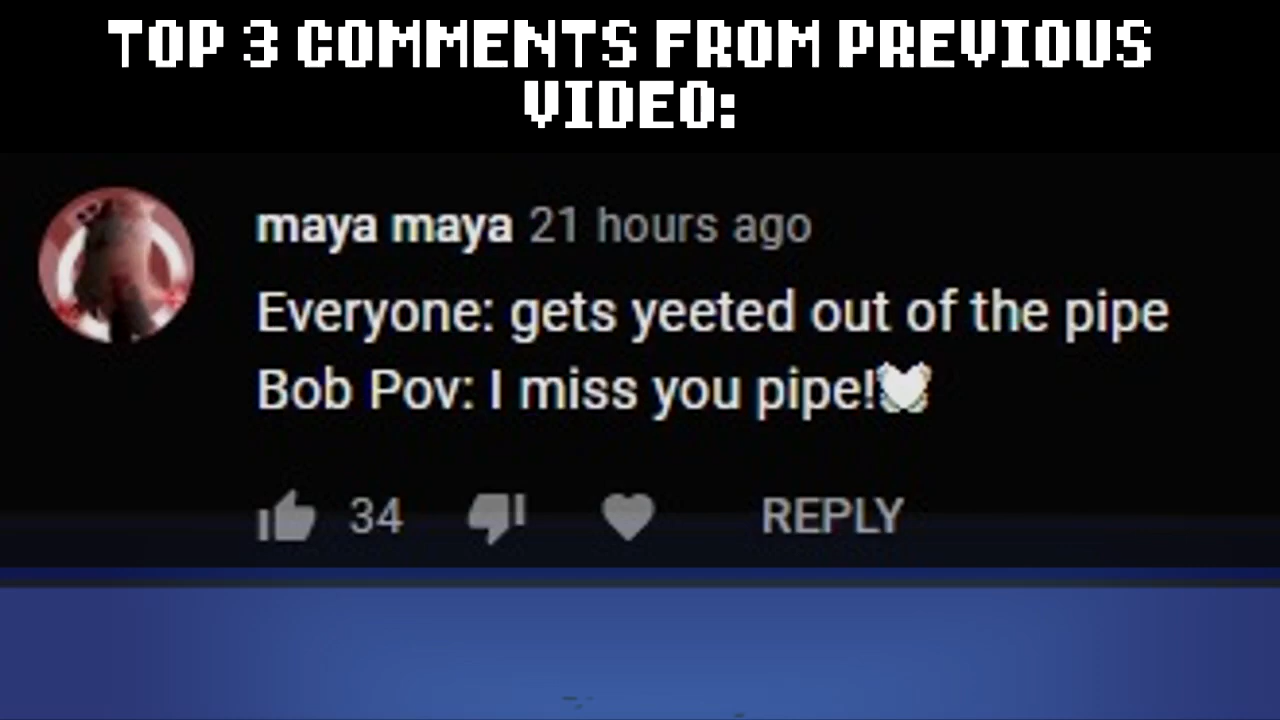 TOP 3 COMMENTS FROM PREVIOUS
VIDEO:
maya maya 21 hours ago
Everyone: gets yeeted out of the pipe
Bob Pov: I miss you pipe!
34 REPLY